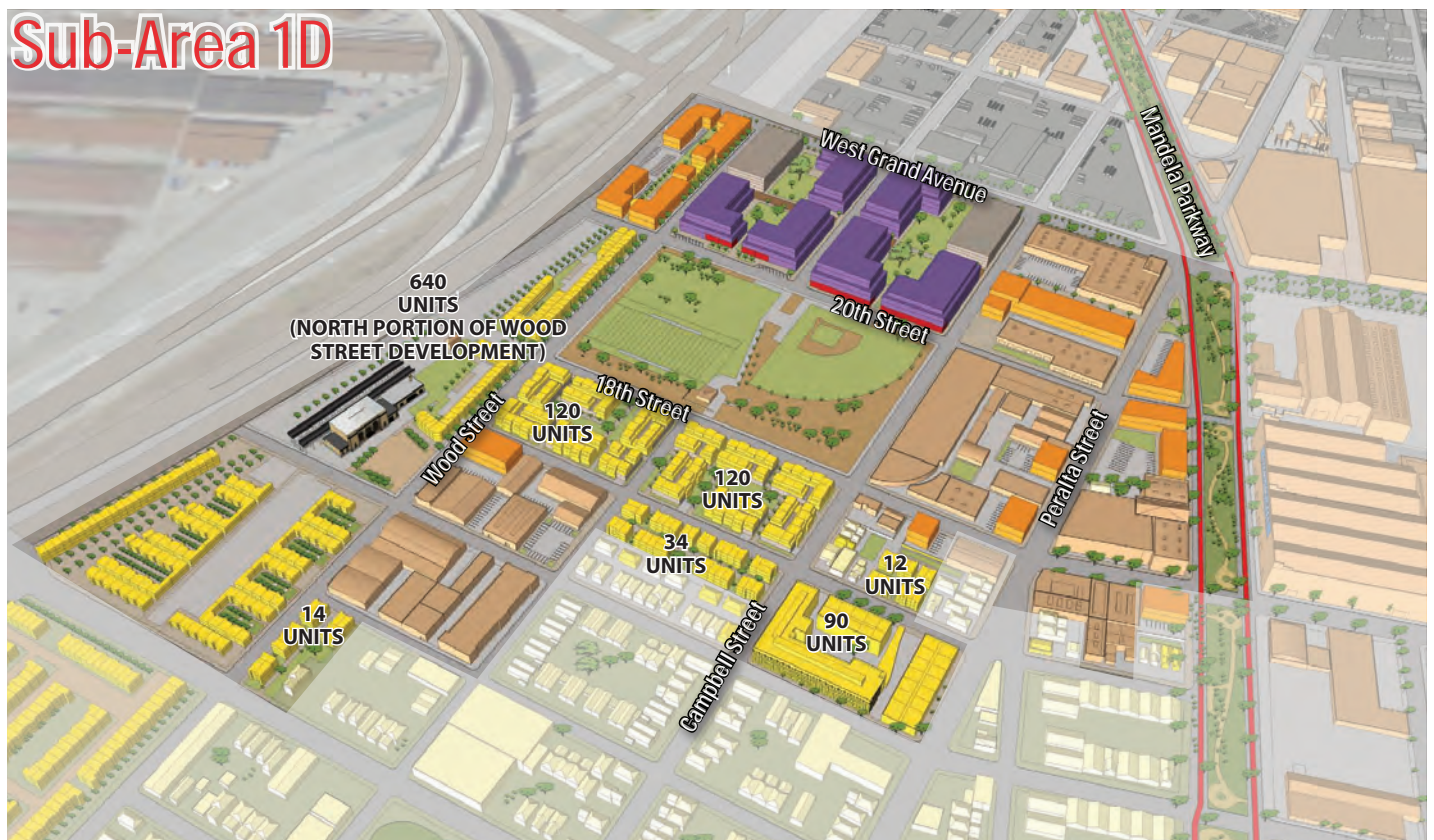 Sub-Area 1D
West Grand Avenue
Mandela Parkway
640
UNITS
(NORTH PORTION OF WOOD
STREET DEVELOPMENT)
20th Street
18th Street
Wood Street
120
UNITS
Peralta Street
120
UNITS
34
UNITS
12
UNITS
14
UNITS
90
UNITS
Campbell Street